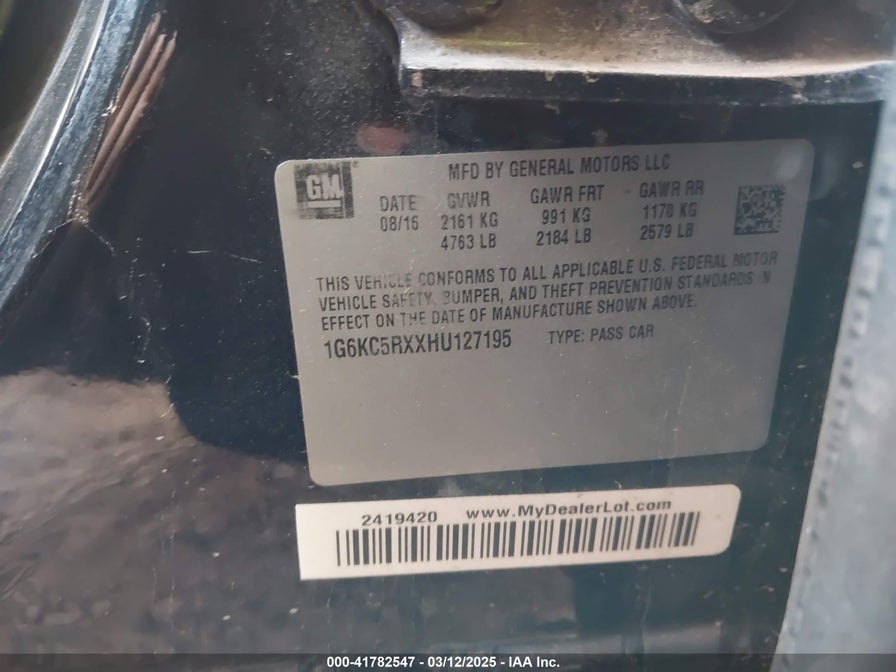 GM
MFD BY GENERAL MOTORS LLC
DATE GVWR GAWR FRT GAWR RR
08/16 2161 KG 991 KG 1170 KG
4763 LB 2184 LB 2579 LB
THIS VEHICLE CONFORMS TO ALL APPLICABLE U.S. FEDERAL MOTOR
VEHICLE SAFETY, BUMPER, AND THEFT PREVENTION STANDARDS IN
EFFECT ON THE DATE OF MANUFACTURE SHOWN ABOVE.
1G6KC5RXXHU127195 TYPE: PASS CAR
2419420 www.MyDealerLot.com
000-41782547 - 03/12/2025 - IAA Inc.